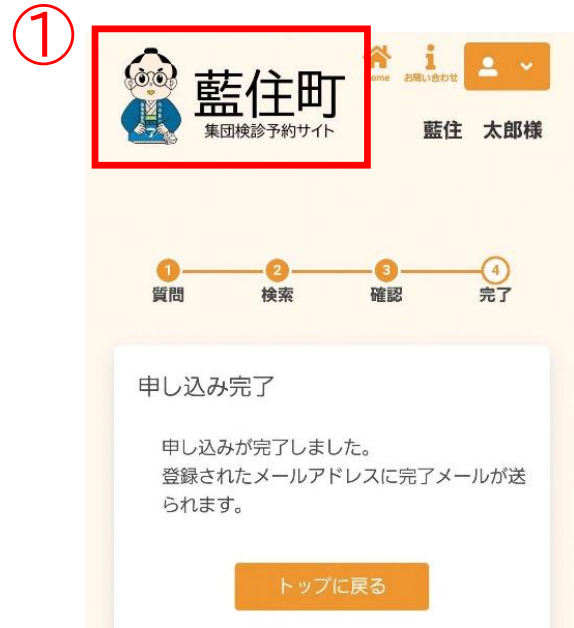 ①
藍住町
集団検診予約サイト
Home
お問い合わせ
藍住 太郎様
1 2 3 4
質問 検索 確認 完了
申し込み完了
申し込みが完了しました。
登録されたメールアドレスに完了メールが送
られます。
トップに戻る